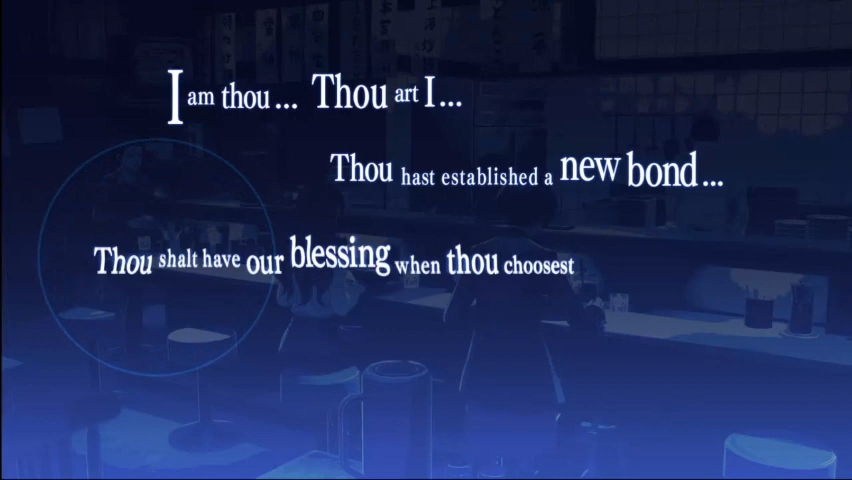 I am thou... Thou art I...
Thou hast established a new bond...
Thou shalt have our blessing when thou choosest